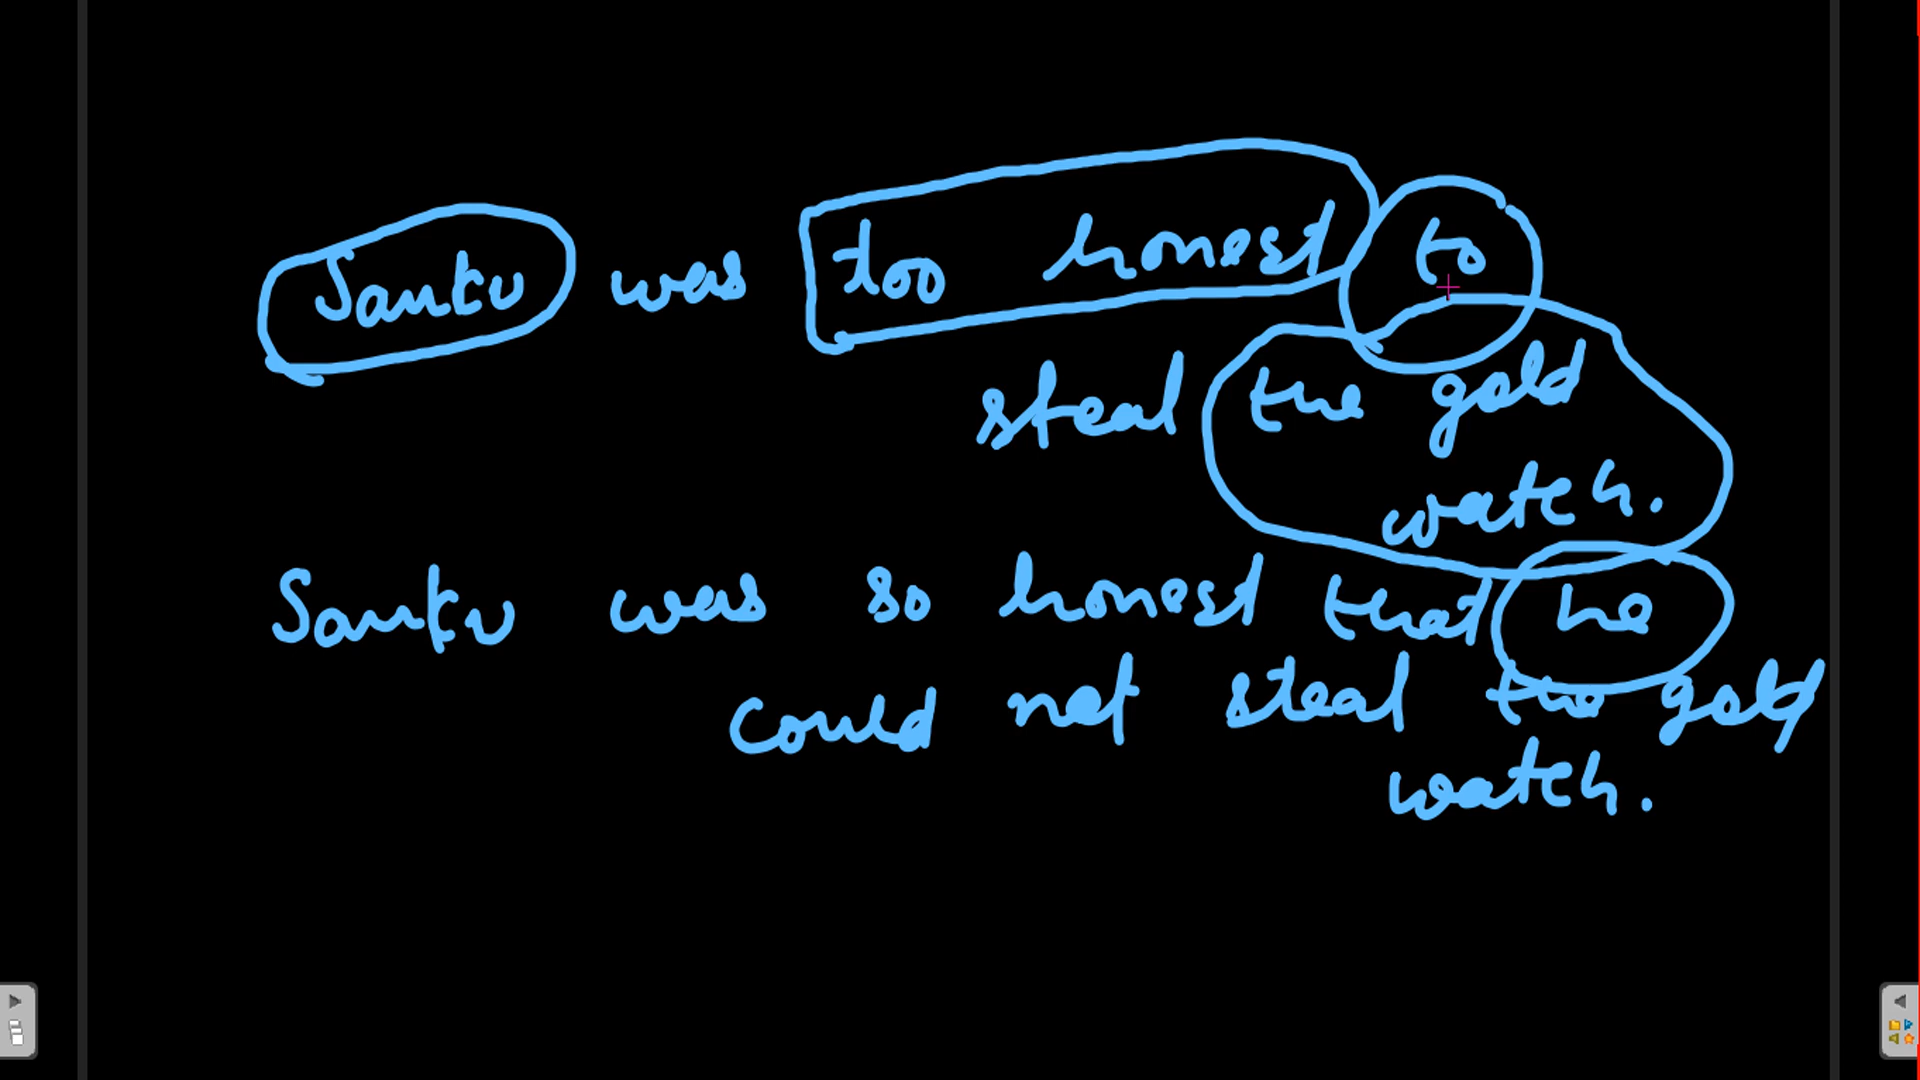 Santu was too honest to
steal the gold
watch.
Santu was so honest that he
could not steal the gold
watch.